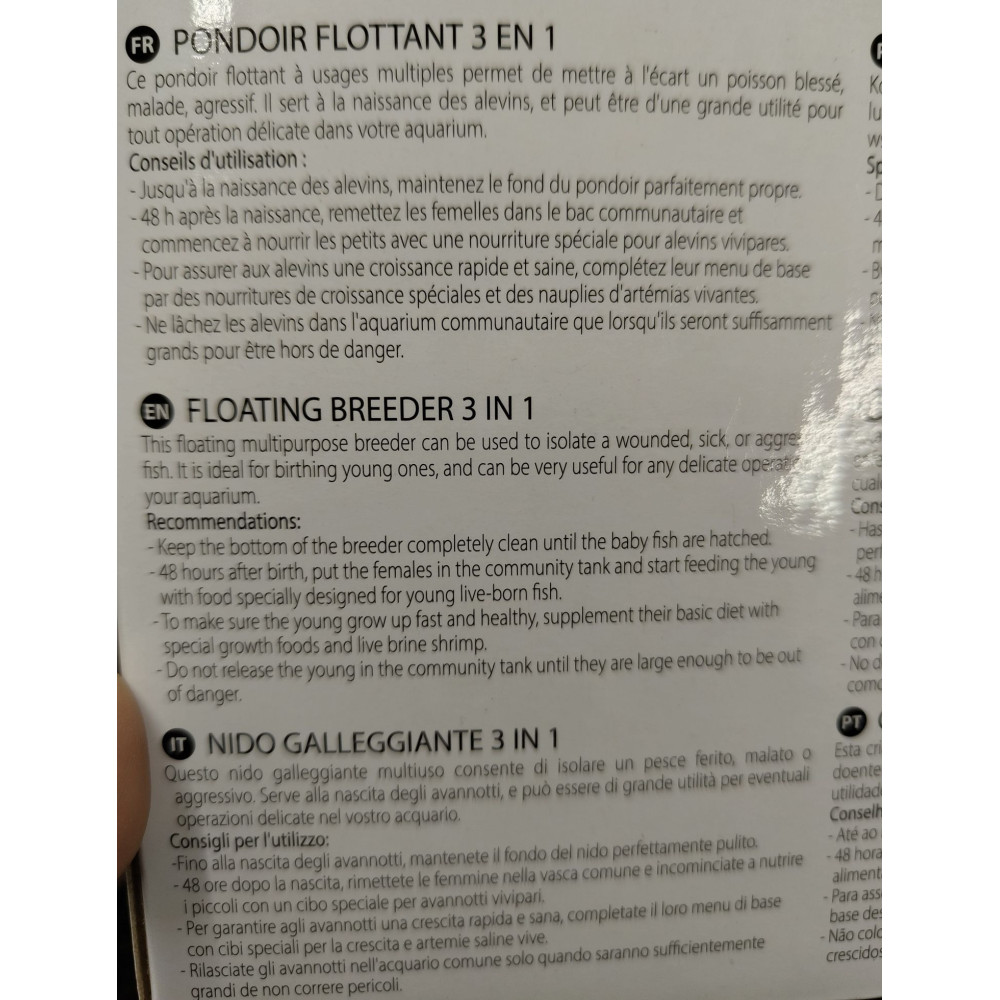 FR PONDOIR FLOTTANT 3 EN 1
Ce pondoir flottant à usages multiples permet de mettre à l'écart un poisson blessé,
malade, agressif. Il sert à la naissance des alevins, et peut être d'une grande utilité pour
tout opération délicate dans votre aquarium.
Conseils d'utilisation :
- Jusqu'à la naissance des alevins, maintenez le fond du pondoir parfaitement propre.
- 48 h après la naissance, remettez les femelles dans le bac communautaire et
commencez à nourrir les petits avec une nourriture spéciale pour alevins vivipares.
- Pour assurer aux alevins une croissance rapide et saine, complétez leur menu de base
par des nourritures de croissance spéciales et des nauplies d'artémias vivantes.
- Ne lâchez les alevins dans l'aquarium communautaire que lorsqu'ils seront suffisamment
grands pour être hors de danger.
EN FLOATING BREEDER 3 IN 1
This floating multipurpose breeder can be used to isolate a wounded, sick, or
fish. It is ideal for birthing young ones, and can be very useful for any delicate
your aquarium.
Recommendations:
- Keep the bottom of the breeder completely clean until the baby fish are hatched.
- 48 hours after birth, put the females in the community tank and start feeding the young
with food specially designed for young live-born fish.
- To make sure the young grow up fast and healthy, supplement their basic diet with
special growth foods and live brine shrimp.
- Do not release the young in the community tank until they are large enough to be out
of danger.
IT NIDO GALLEGGIANTE 3 IN 1
Questo nido galleggiante multiuso consente di isolare un pesce ferito, malato o
aggressivo. Serve alla nascita degli avannotti, e può essere di grande utilità per eventuali
operazioni delicate nel vostro acquario.
Consigli per l'utilizzo:
-Fino alla nascita degli avannotti, mantenete il fondo del nido perfettamente pulito.
- 48 ore dopo la nascita, rimettete le femmine nella vasca comune e incominciate a nutrire
i piccoli con un cibo speciale per avannotti vivipari.
- Per garantire agli avannotti una crescita rapida e sana, completate il loro menu di base
con cibi speciali per la crescita e artemie saline vive.
- Rilasciate gli avannotti nell'acquario comune solo quando saranno sufficientemente
grandi de non correre pericoli.
- 48 h
- Para
con
- No
PT
Esta
doente
- Até ao
- 48
- Para
base
- Não